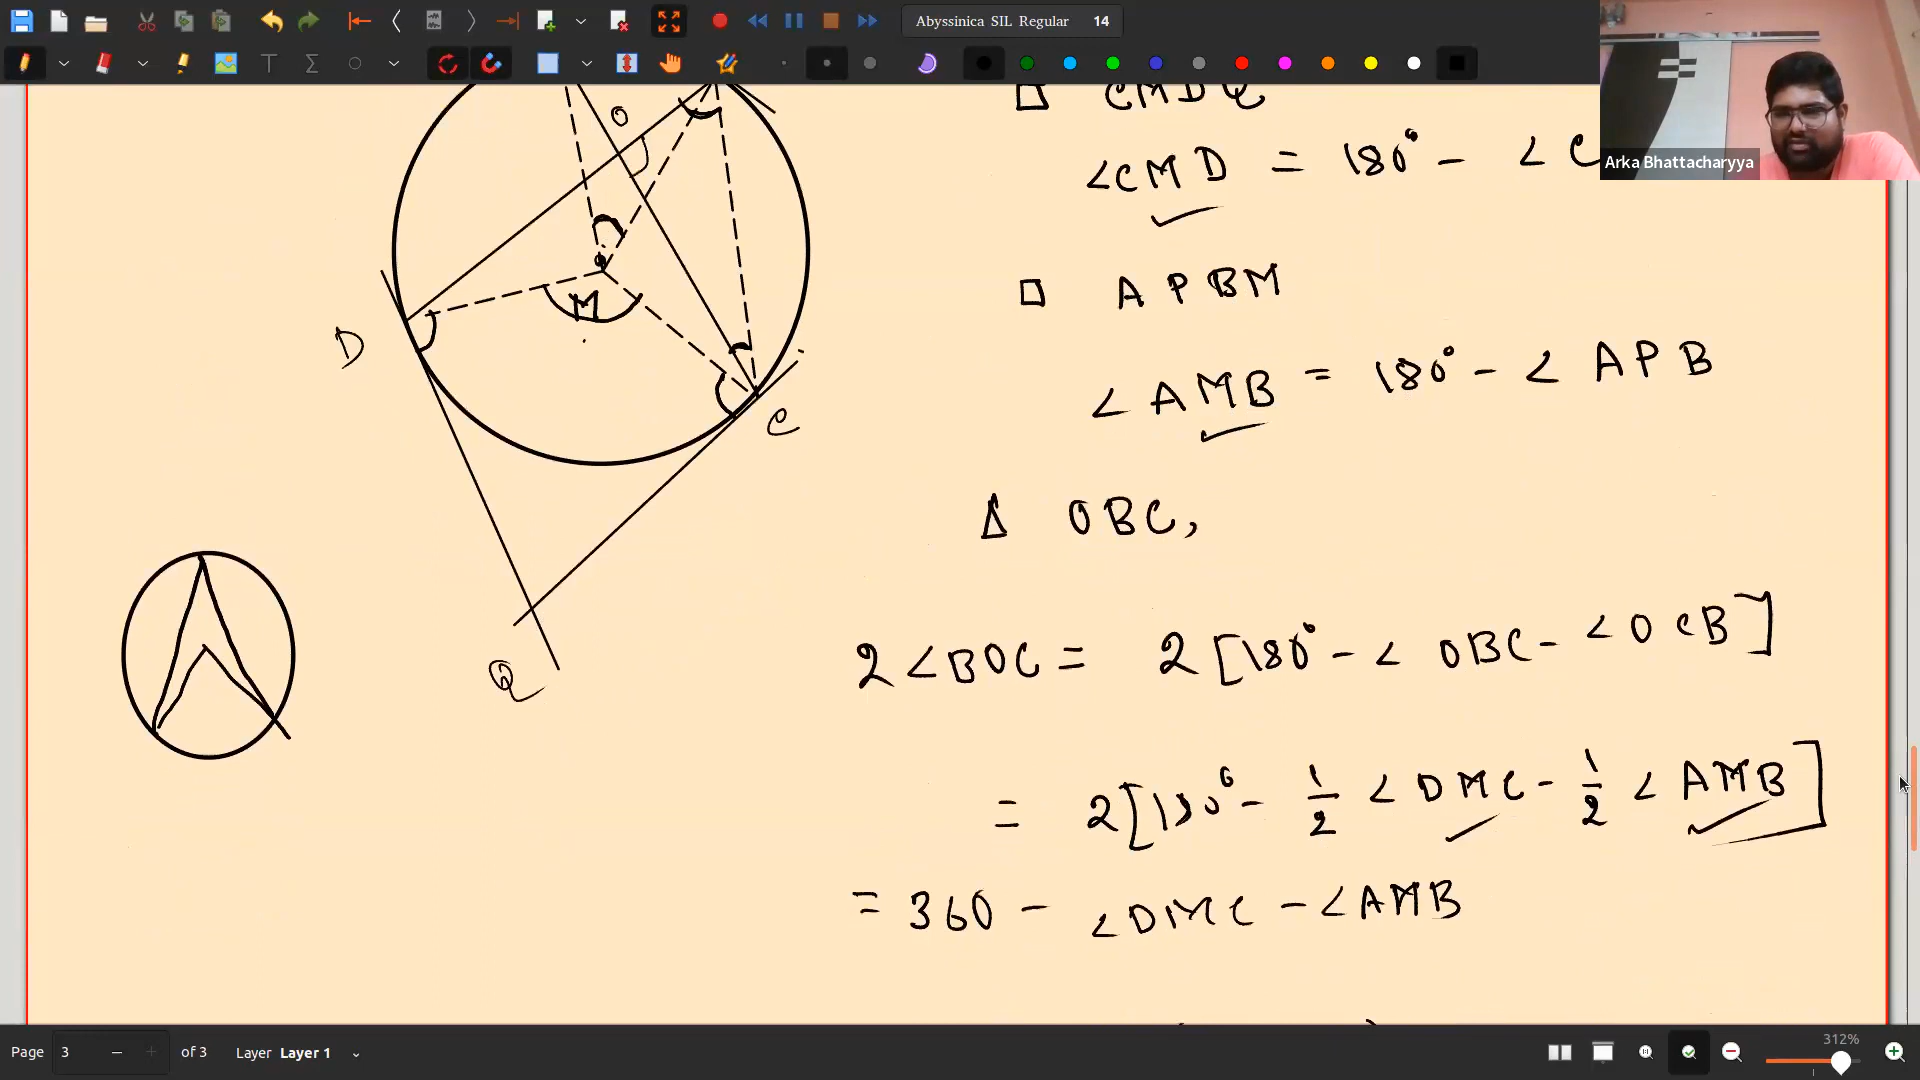 Abyssinica SIL Regular 14
Arka Bhattacharyya
□ CMDQ
∠CMD = 180° - ∠C
□ APBM
∠AMB = 180° - ∠APB
Δ OBC,
2∠BOC = 2[180° - ∠OBC - ∠OCB]
= 2[180° - 1/2 ∠DMC - 1/2 ∠AMB]
= 360 - ∠DMC - ∠AMB
O
M
D
C
Q
Page 3 of 3 Layer Layer 1
312%